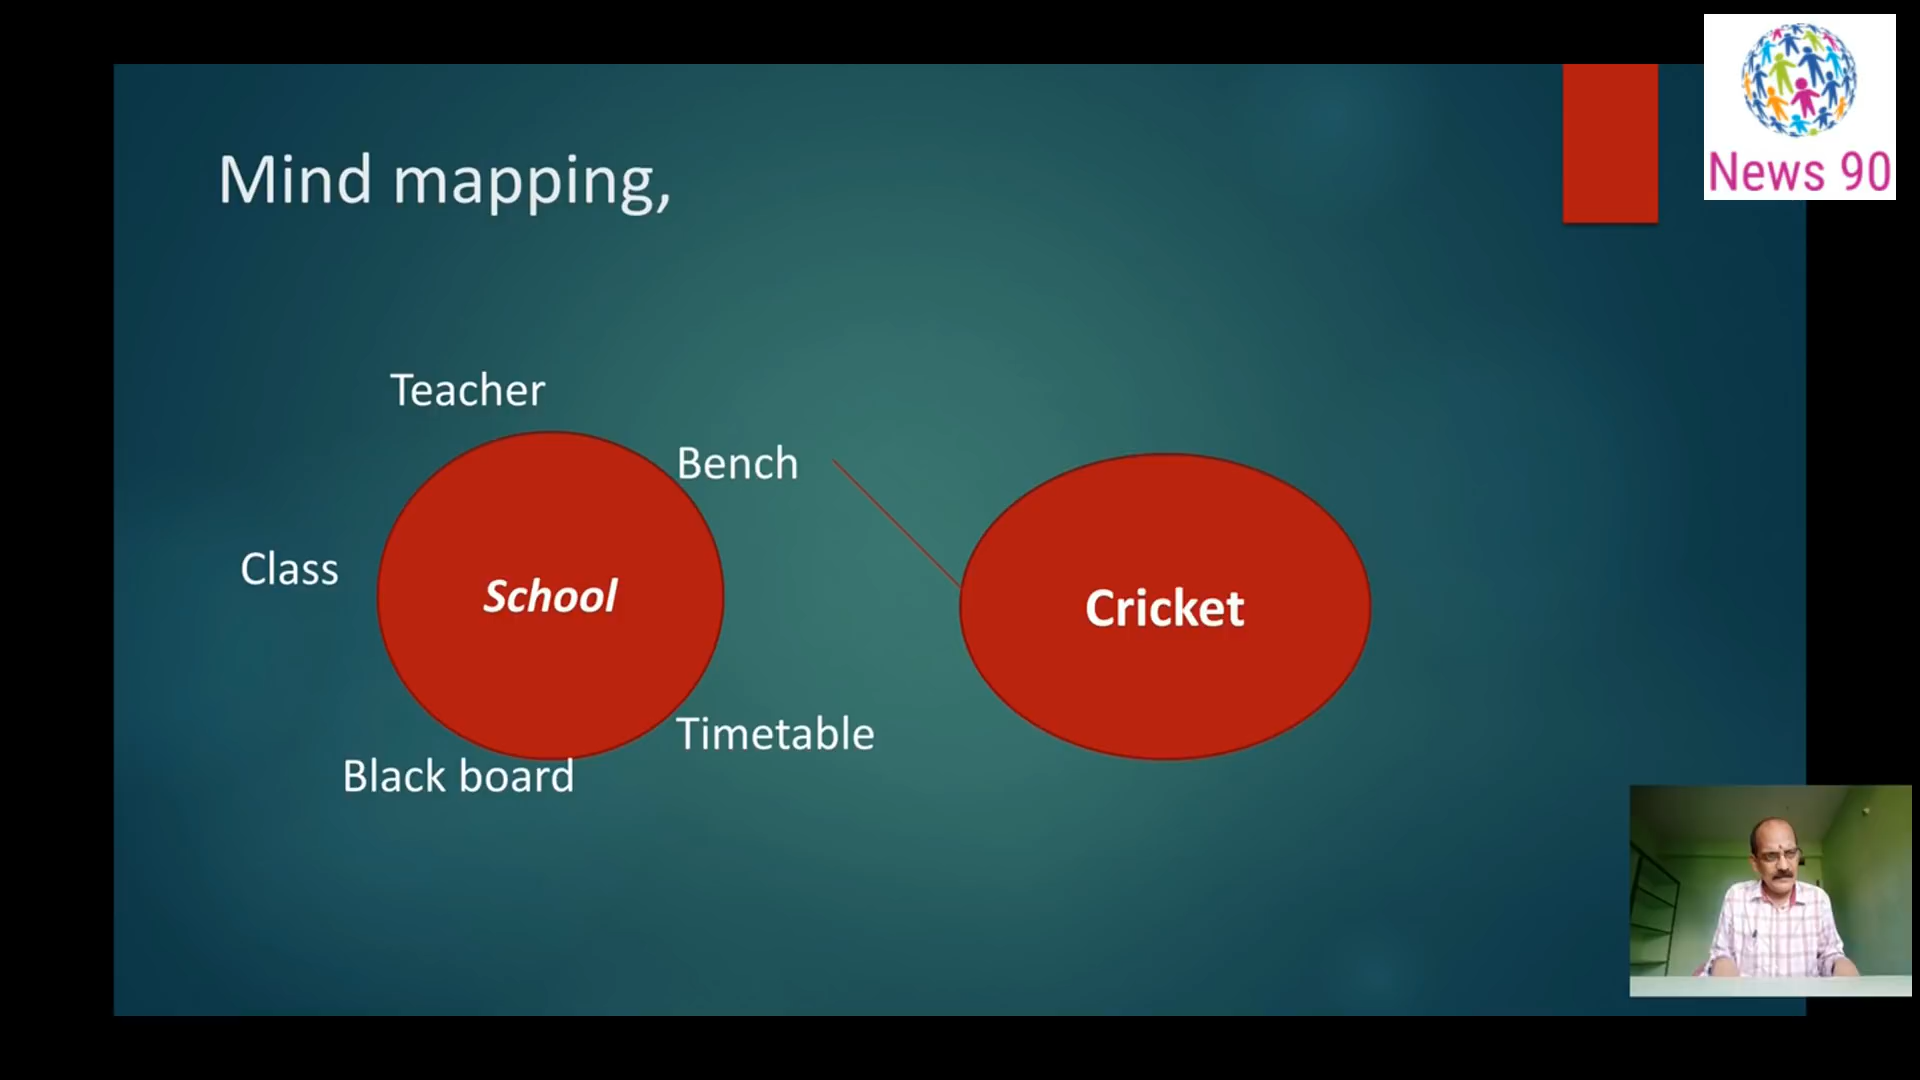 Mind mapping,
News 90
Teacher
Bench
Class
School
Cricket
Timetable
Black board